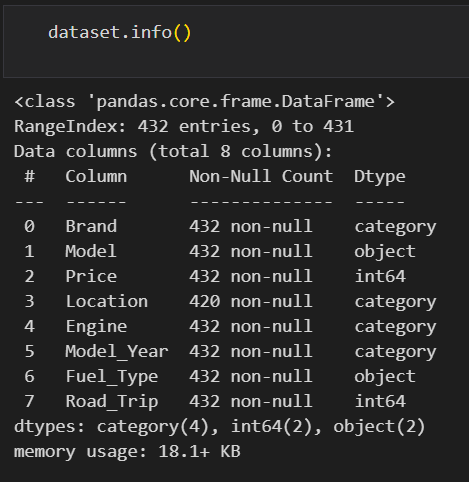 dataset.info()
<class 'pandas.core.frame.DataFrame'>
RangeIndex: 432 entries, 0 to 431
Data columns (total 8 columns):
 #   Column      Non-Null Count  Dtype
---  ------      --------------  -----
 0   Brand       432 non-null    category
 1   Model       432 non-null    object
 2   Price       432 non-null    int64
 3   Location    420 non-null    category
 4   Engine      432 non-null    category
 5   Model_Year  432 non-null    category
 6   Fuel_Type   432 non-null    object
 7   Road_Trip   432 non-null    int64
dtypes: category(4), int64(2), object(2)
memory usage: 18.1+ KB